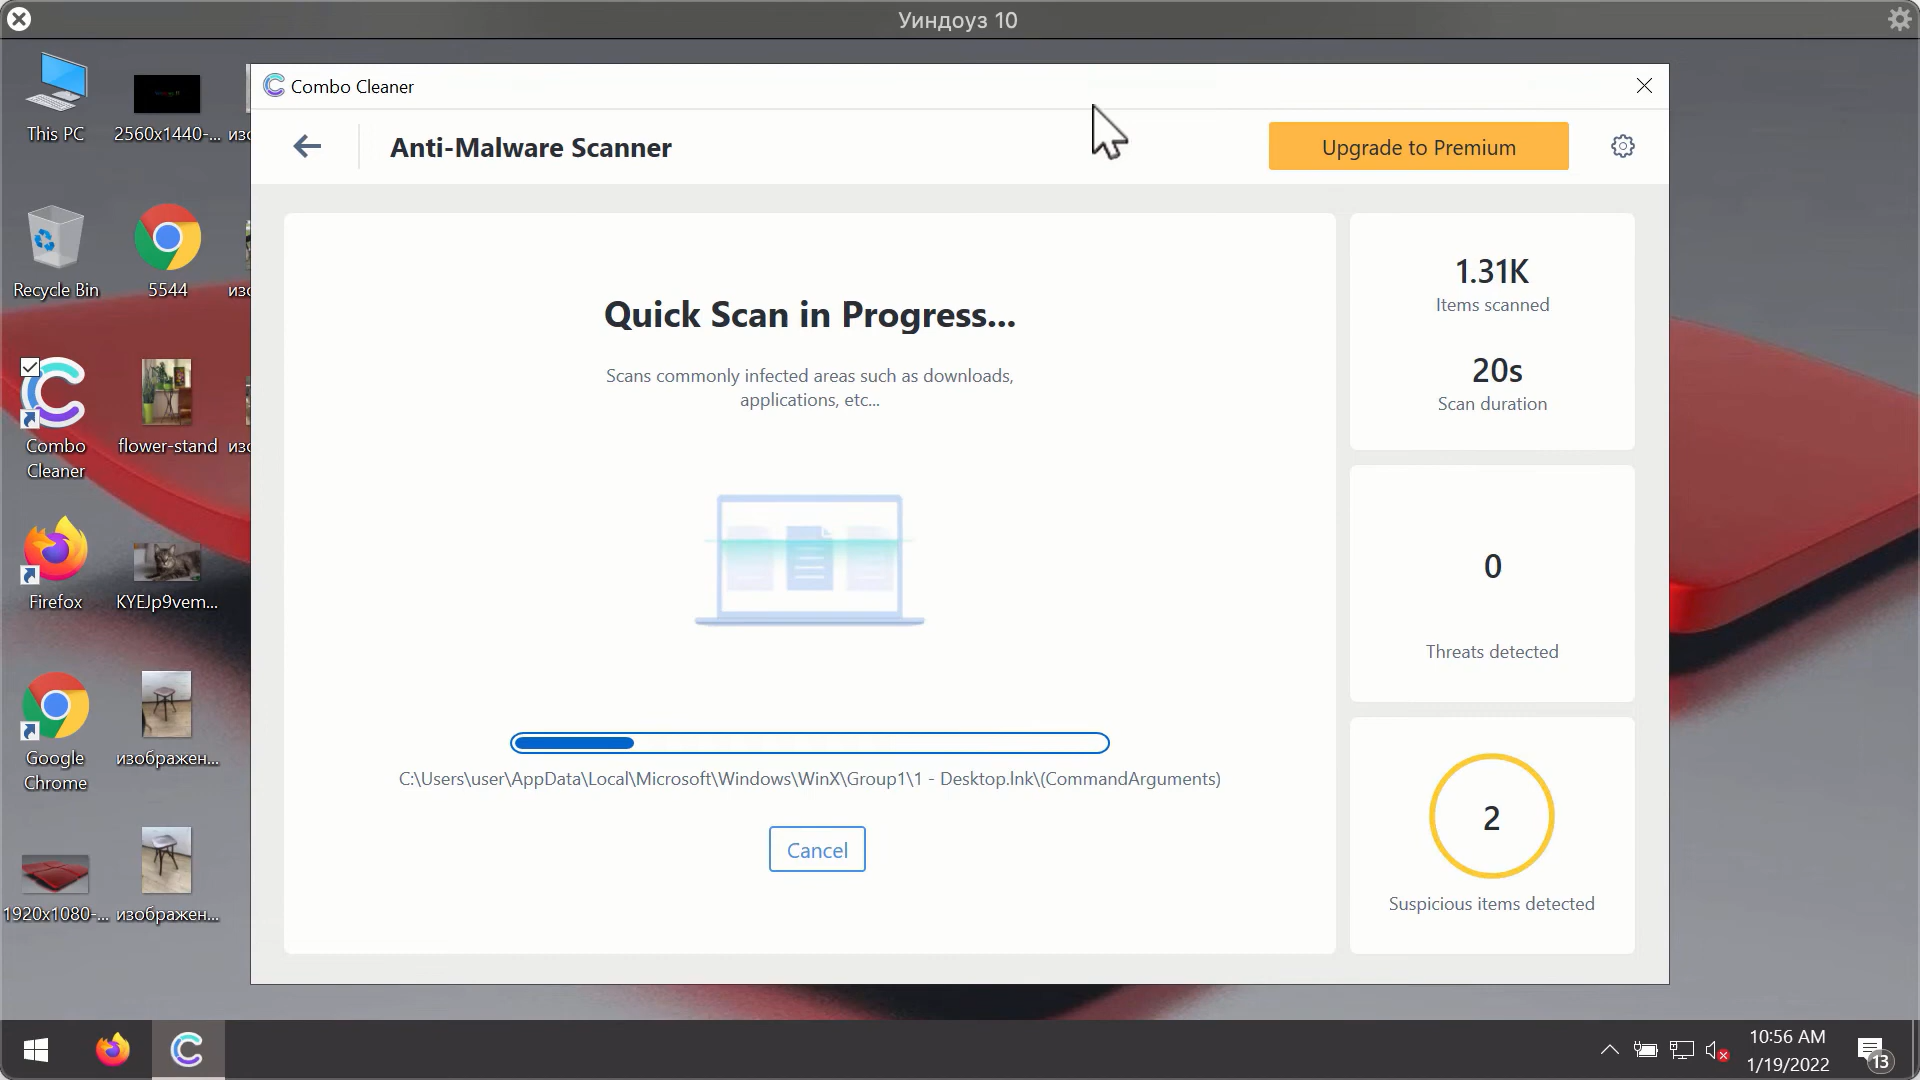 Уиндоуз 10
This PC
2560x1440-...
изо
Combo Cleaner
Anti-Malware Scanner
Upgrade to Premium
Recycle Bin
5544
изо
Quick Scan in Progress...
Scans commonly infected areas such as downloads,
applications, etc...
1.31K
Items scanned
20s
Scan duration
Combo
Cleaner
flower-stand
изо
0
Threats detected
Firefox
KYEJp9vem...
Google
Chrome
изображен...
C:\Users\user\AppData\Local\Microsoft\Windows\WinX\Group1\1 - Desktop.lnk\(CommandArguments)
Cancel
2
Suspicious items detected
1920x1080-...
изображен...
10:56 AM
1/19/2022
13